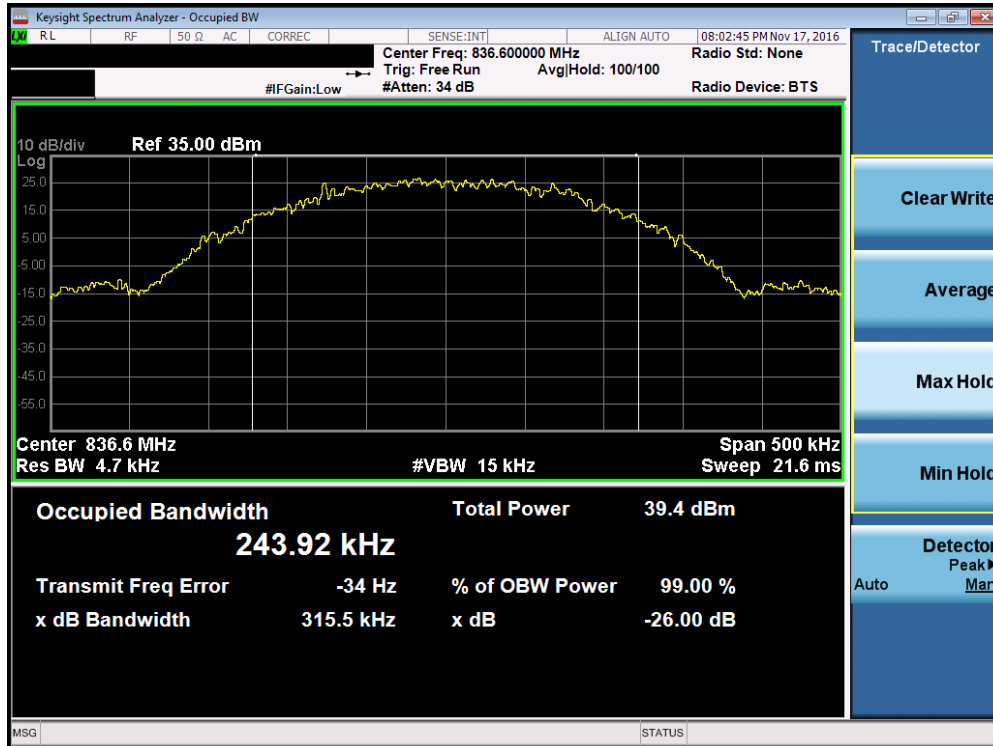 Keysight Spectrum Analyzer - Occupied BW
LXI RL RF 50 Ω AC CORREC SENSE:INT ALIGN AUTO 08:02:45 PM Nov 17, 2016
Center Freq: 836.600000 MHz Radio Std: None
Trig: Free Run Avg|Hold: 100/100
#IFGain:Low #Atten: 34 dB Radio Device: BTS
10 dB/div Ref 35.00 dBm
Log
25.0
15.0
5.00
-5.00
-15.0
-25.0
-35.0
-45.0
-55.0
Center 836.6 MHz Span 500 kHz
Res BW 4.7 kHz #VBW 15 kHz Sweep 21.6 ms
Occupied Bandwidth Total Power 39.4 dBm
243.92 kHz
Transmit Freq Error -34 Hz % of OBW Power 99.00 %
x dB Bandwidth 315.5 kHz x dB -26.00 dB
MSG STATUS
Trace/Detector
Clear Write
Average
Max Hold
Min Hold
Detector
Peak
Auto Man